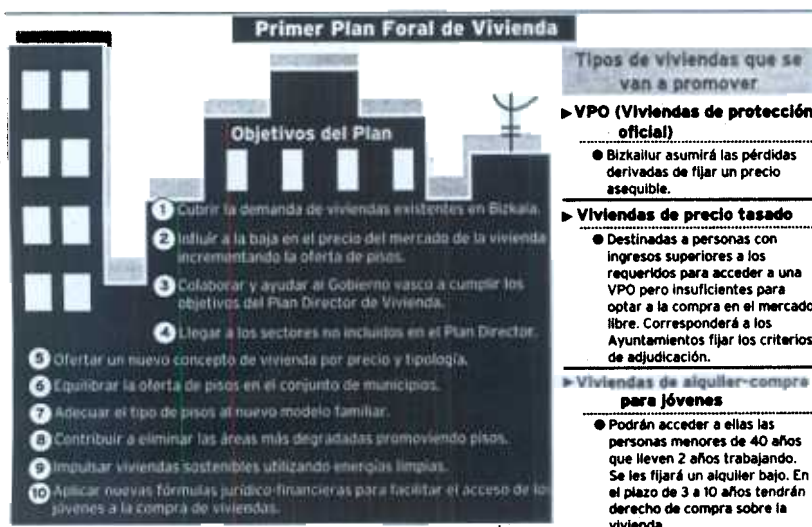 Primer Plan Foral de Vivienda
Objetivos del Plan
1 Cubrir la demanda de viviendas existentes en Bizkaia.
2 Influir a la baja en el precio del mercado de la vivienda
incrementando la oferta de pisos.
3 Colaborar y ayudar al Gobierno vasco a cumplir los
objetivos del Plan Director de Vivienda.
4 Llegar a los sectores no incluidos en el Plan Director.
5 Ofertar un nuevo concepto de vivienda por precio y tipología.
6 Equilibrar la oferta de pisos en el conjunto de municipios.
7 Adecuar el tipo de pisos al nuevo modelo familiar.
8 Contribuir a eliminar las áreas más degradadas promoviendo pisos.
9 Impulsar viviendas sostenibles utilizando energías limpias.
10 Aplicar nuevas fórmulas jurídico-financieras para facilitar el acceso de los
jóvenes a la compra de viviendas.
Tipos de viviendas que se
van a promover
▶ VPO (Viviendas de protección
oficial)
● Bizkailur asumirá las pérdidas
derivadas de fijar un precio
asequible.
▶ Viviendas de precio tasado
● Destinadas a personas con
ingresos superiores a los
requeridos para acceder a una
VPO pero insuficientes para
optar a la compra en el mercado
libre. Corresponderá a los
Ayuntamientos fijar los criterios
de adjudicación.
▶ Viviendas de alquiler-compra
para jóvenes
● Podrán acceder a ellas las
personas menores de 40 años
que lleven 2 años trabajando.
Se les fijará un alquiler bajo. En
el plazo de 3 a 10 años tendrán
derecho de compra sobre la
vivienda